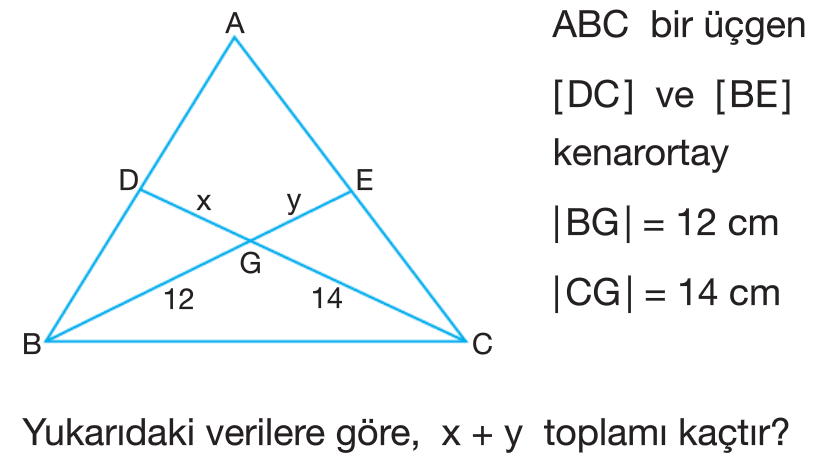 A
ABC bir üçgen
[DC] ve [BE]
kenarortay
D
x
y
E
|BG| = 12 cm
G
|CG| = 14 cm
12
14
B
C
Yukarıdaki verilere göre, x + y toplamı kaçtır?